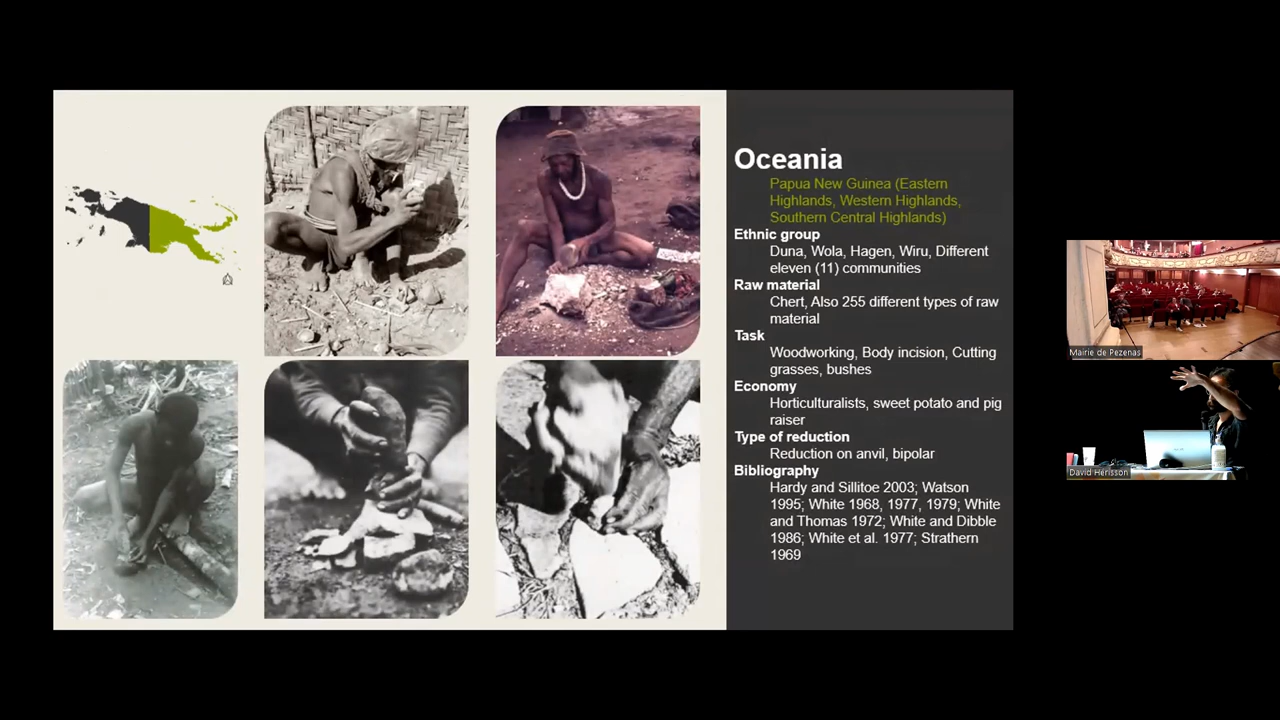 Oceania
Papua New Guinea (Eastern
Highlands, Western Highlands,
Southern Central Highlands)
Ethnic group
Duna, Wola, Hagen, Wiru, Different
eleven (11) communities
Raw material
Chert, Also 255 different types of raw
material
Task
Woodworking, Body incision, Cutting
grasses, bushes
Economy
Horticulturalists, sweet potato and pig
raiser
Type of reduction
Reduction on anvil, bipolar
Bibliography
Hardy and Sillitoe 2003; Watson
1995; White 1968, 1977, 1979; White
and Thomas 1972; White and Dibble
1986; White et al. 1977; Strathern
1969
Mairie de Pezenas
David Hérisson